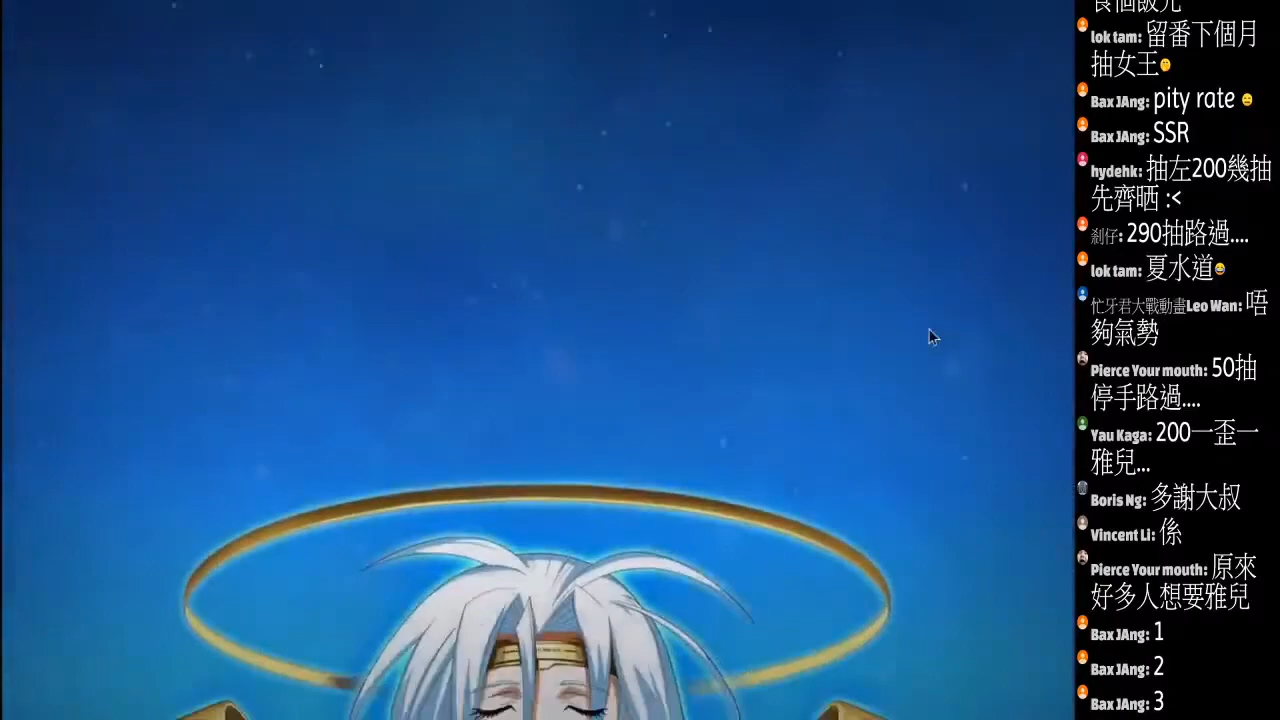 食個飯先
lok tam: 留番下個月
抽女王
Bax JAng: pity rate
Bax JAng: SSR
hydehk: 抽左200幾抽
先齊晒 :<
剎仔: 290抽路過....
lok tam: 夏水道
忙牙君大戰動畫Leo Wan: 唔
夠氣勢
Pierce Your mouth: 50抽
停手路過....
Yau Kaga: 200一歪一
雅兒...
Boris Ng: 多謝大叔
Vincent Li: 係
Pierce Your mouth: 原來
好多人想要雅兒
Bax JAng: 1
Bax JAng: 2
Bax JAng: 3